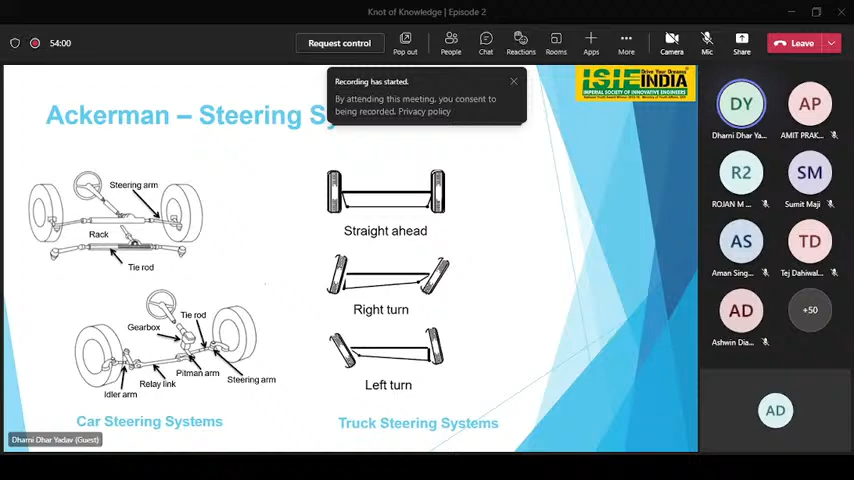 Knot of Knowledge | Episode 2
54:00
Request control
Pop out
People
Chat
Reactions
Rooms
Apps
More
Camera
Mic
Share
Leave
Recording has started.
By attending this meeting, you consent to
being recorded. Privacy policy
ISIE INDIA
Drive Your Dreams
IMPERIAL SOCIETY OF INNOVATIVE ENGINEERS
Ackerman – Steering Sy
Steering arm
Rack
Tie rod
Tie rod
Gearbox
Pitman arm
Relay link
Steering arm
Idler arm
Car Steering Systems
Straight ahead
Right turn
Left turn
Truck Steering Systems
Dharni Dhar Yadav (Guest)
DY
Dharni Dhar Ya...
AP
AMIT PRAK...
R2
ROJAN M ...
SM
Sumit Maji
AS
Aman Sing...
TD
Tej Dahiwal...
AD
Ashwin Dia...
+50
AD